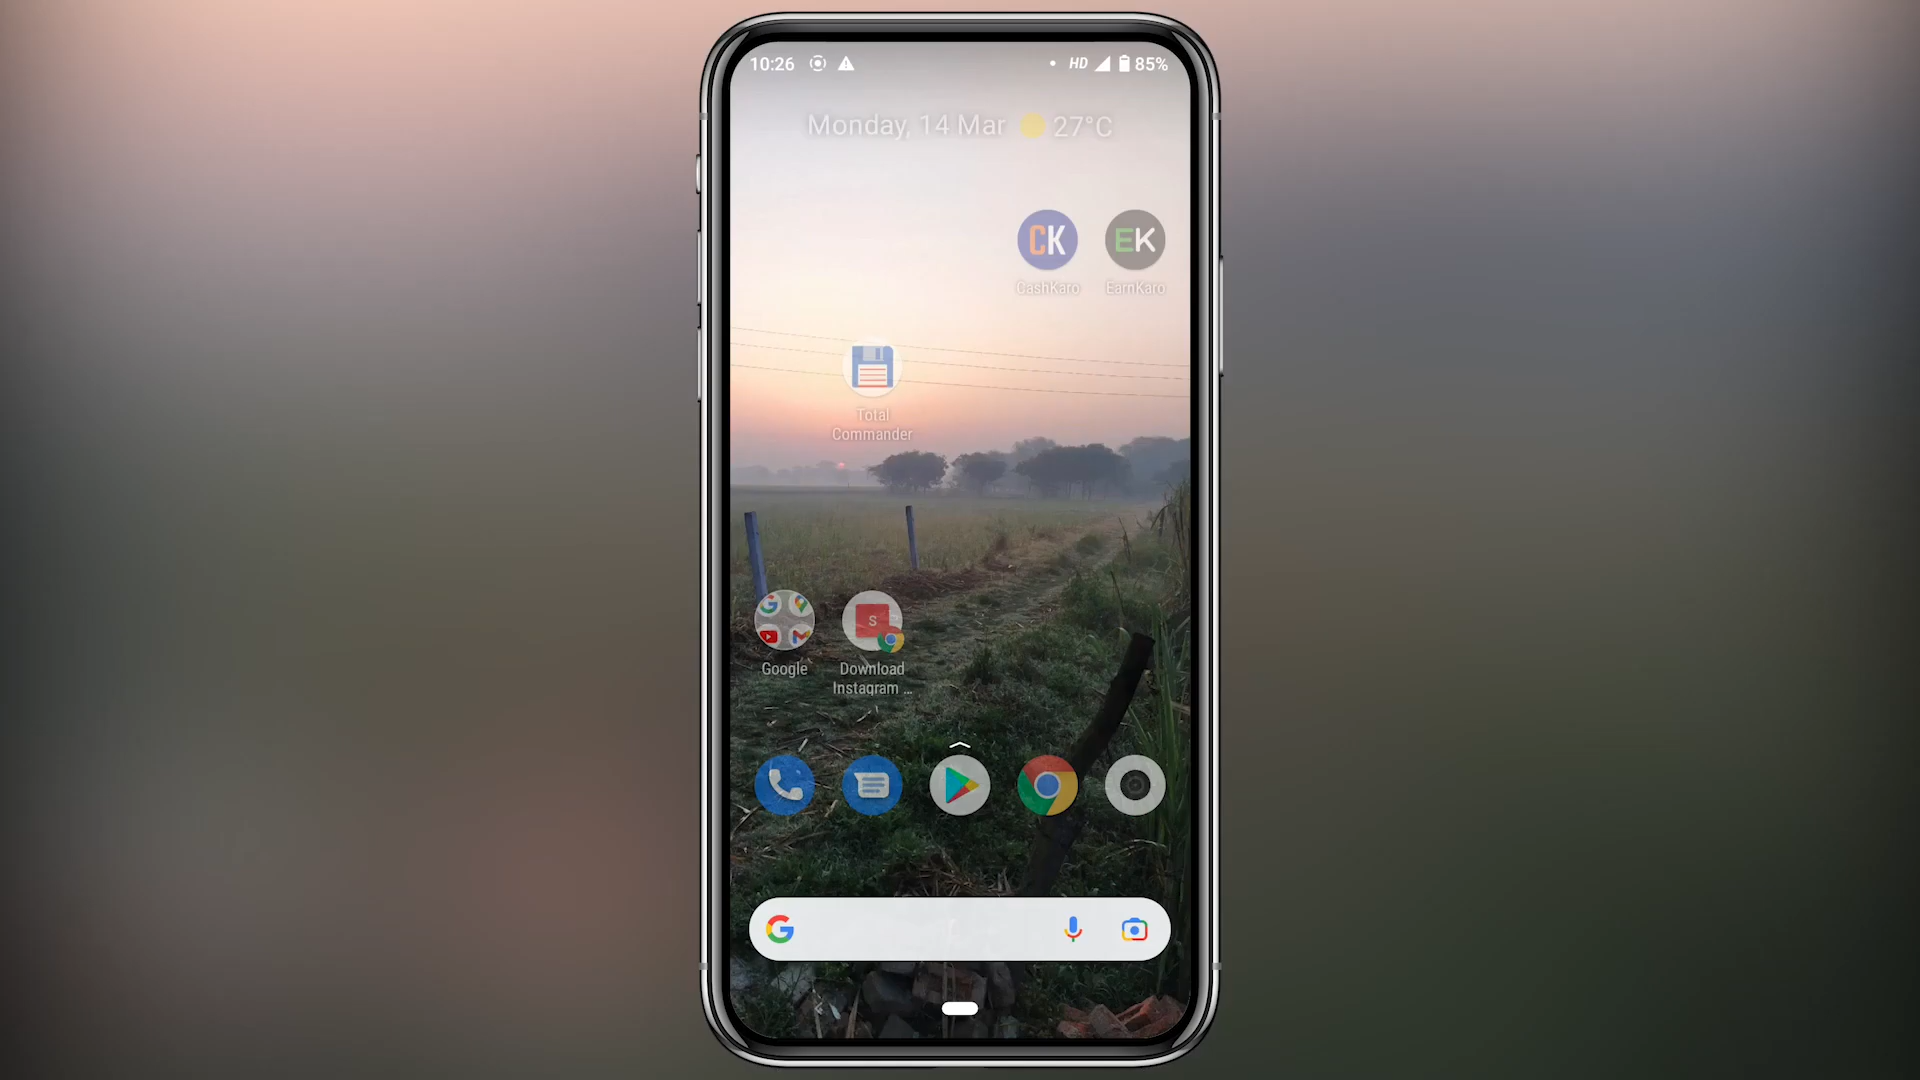 10:26
HD
85%
Monday, 14 Mar
27°C
CK
EK
CashKaro
EarnKaro
Total
Commander
S
Google
Download
Instagram ...
G